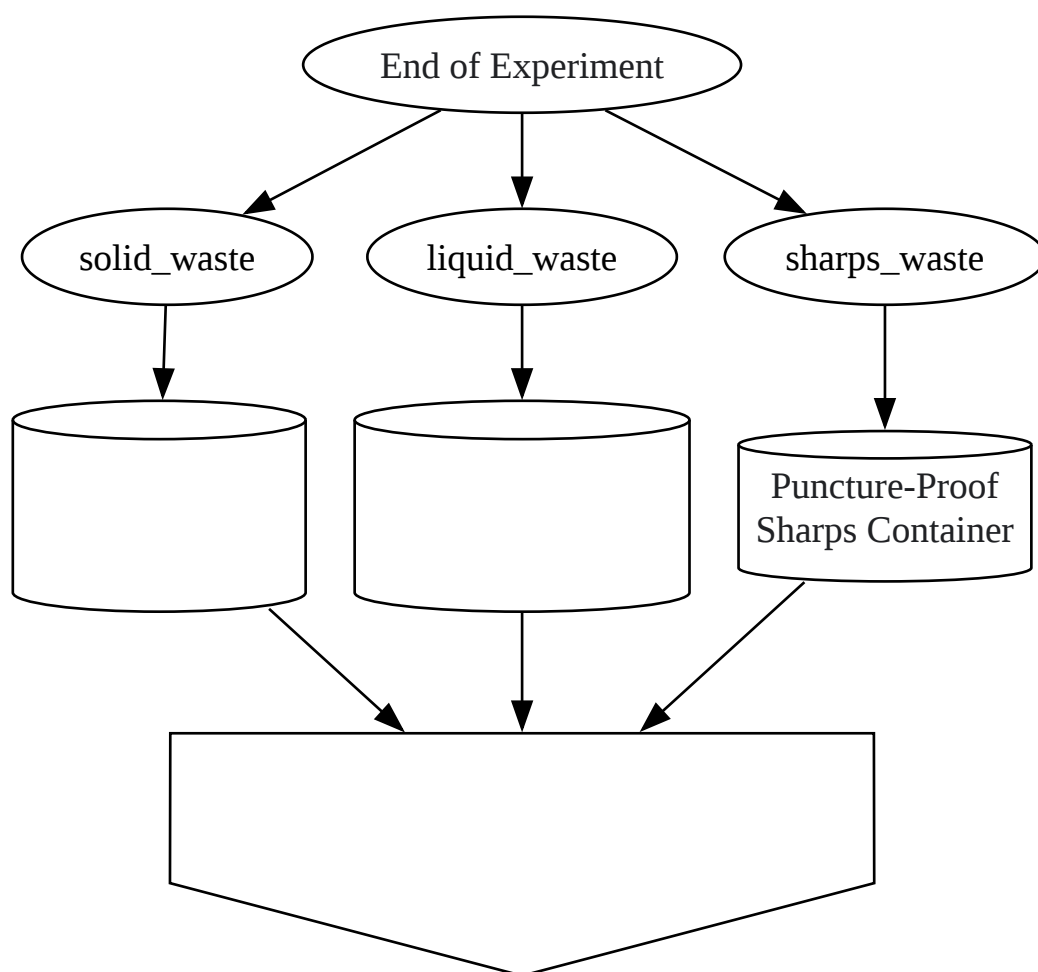 End of Experiment
solid_waste
liquid_waste
sharps_waste
Puncture-Proof
Sharps Container